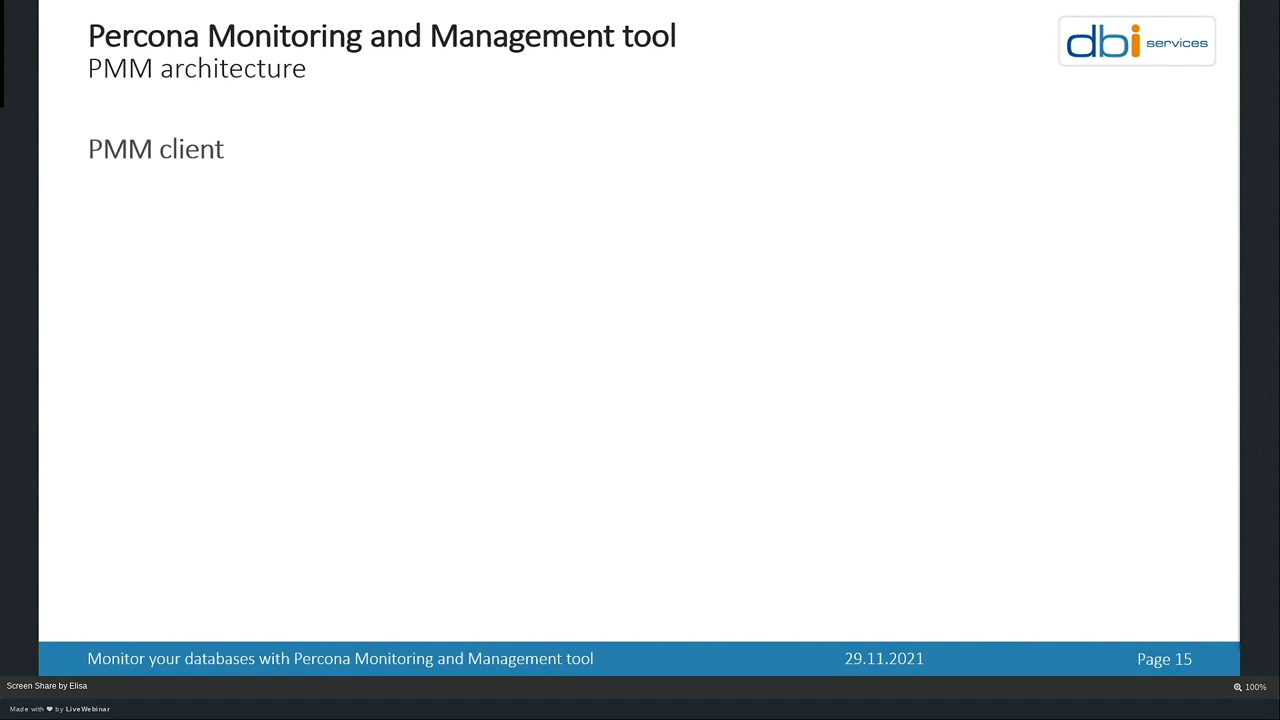 Percona Monitoring and Management tool
PMM architecture
dbi services
PMM client
Monitor your databases with Percona Monitoring and Management tool 29.11.2021 Page 15
Screen Share by Elisa 100%
Made with ❤ by LiveWebinar